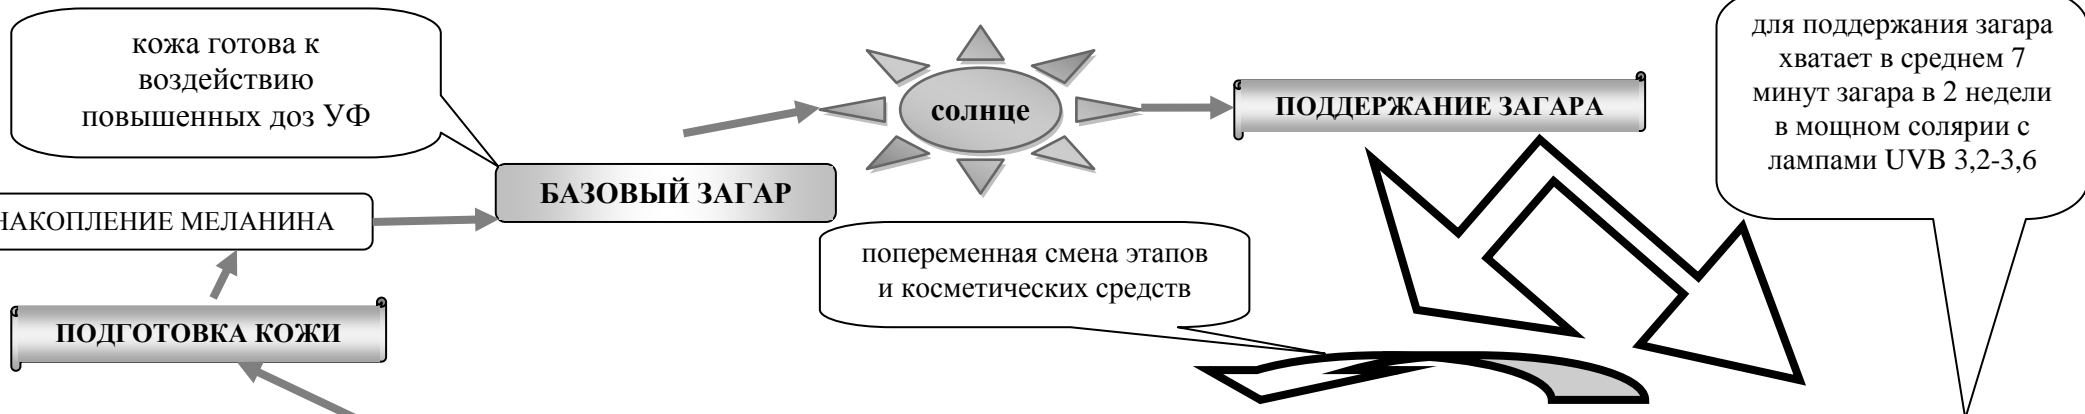 кожа готова к
воздействию
повышенных доз УФ
солнце
ПОДДЕРЖАНИЕ ЗАГАРА
для поддержания загара
хватает в среднем 7
минут загара в 2 недели
в мощном солярии с
лампами UVB 3,2-3,6
БАЗОВЫЙ ЗАГАР
НАКОПЛЕНИЕ МЕЛАНИНА
попеременная смена этапов
и косметических средств
ПОДГОТОВКА КОЖИ